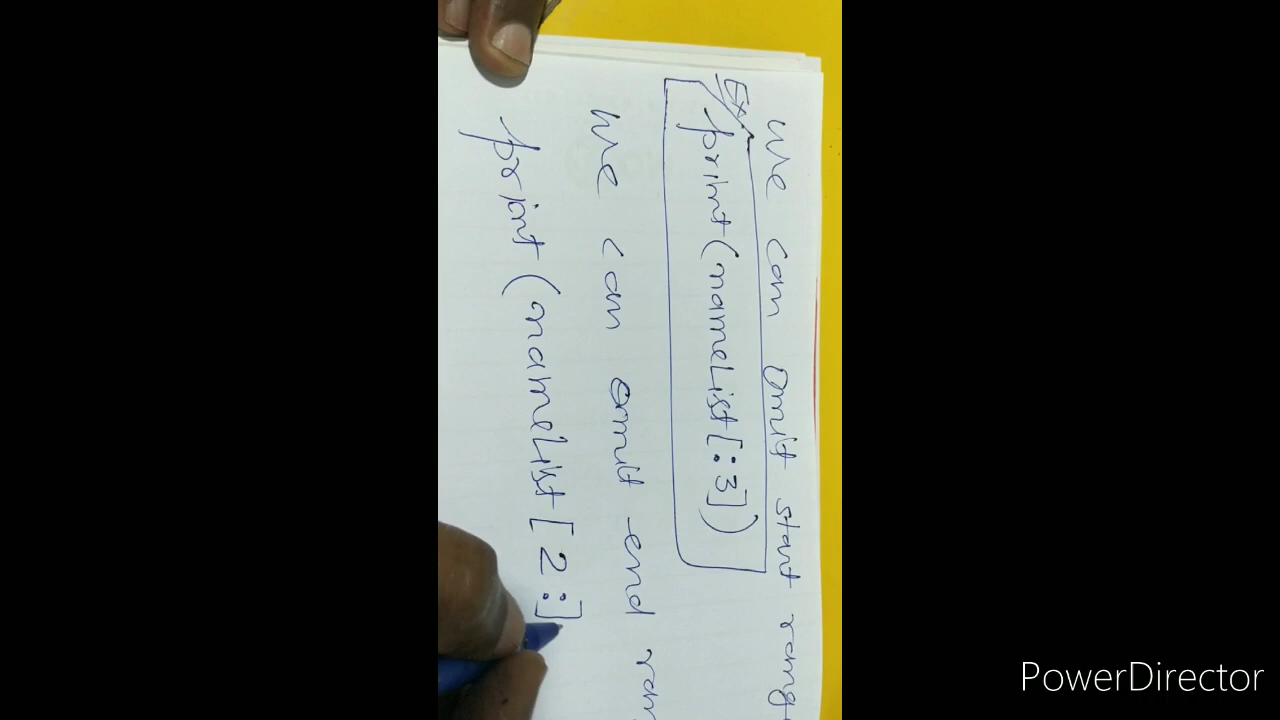 we can omit start rang
Ex
print(nameList[:3])
we can omit end ran
print(nameList[2:]
PowerDirector